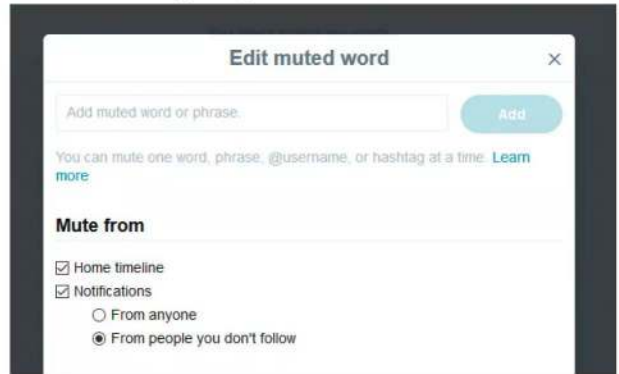 Edit muted word
Add muted word or phrase.
Add
You can mute one word, phrase, @username, or hashtag at a time. Learn
more
Mute from
Home timeline
Notifications
From anyone
From people you don't follow